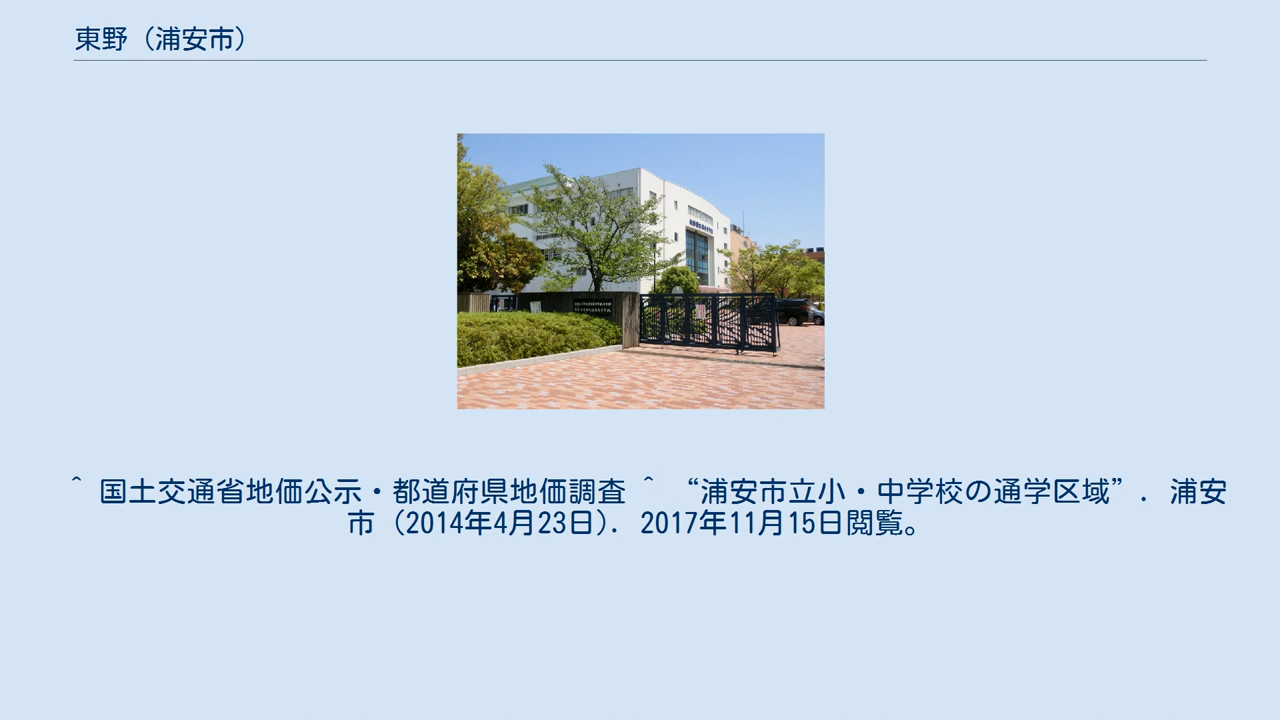 東野（浦安市）
^ 国土交通省地価公示・都道府県地価調査 ^ “浦安市立小・中学校の通学区域”. 浦安
市 (2014年4月23日). 2017年11月15日閲覧。